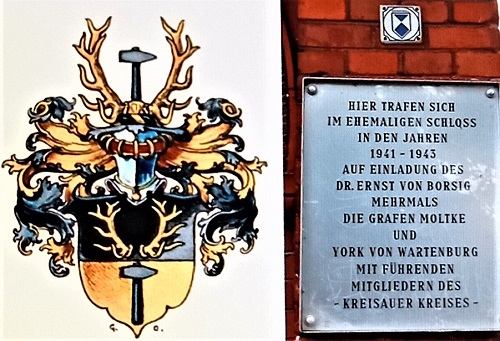 HIER TRAFEN SICH
IM EHEMALIGEN SCHLOSS
IN DEN JAHREN
1941 - 1943
AUF EINLADUNG DES
DR. ERNST VON BORSIG
MEHRMALS
DIE GRAFEN MOLTKE
UND
YORK VON WARTENBURG
MIT FÜHRENDEN
MITGLIEDERN DES
- KREISAUER KREISES -
G. O.